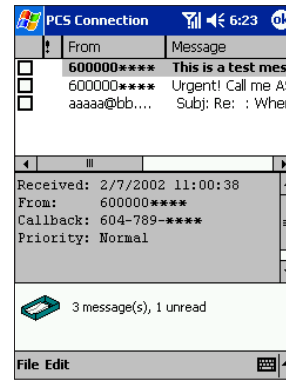 PCS Connection 6:23 ok
! From Message
600000**** This is a test mes
600000**** Urgent! Call me A
aaaaa@bb.... Subj: Re: : Wher
Received: 2/7/2002 11:00:38
From: 600000****
Callback: 604-789-****
Priority: Normal
3 message(s), 1 unread
File Edit